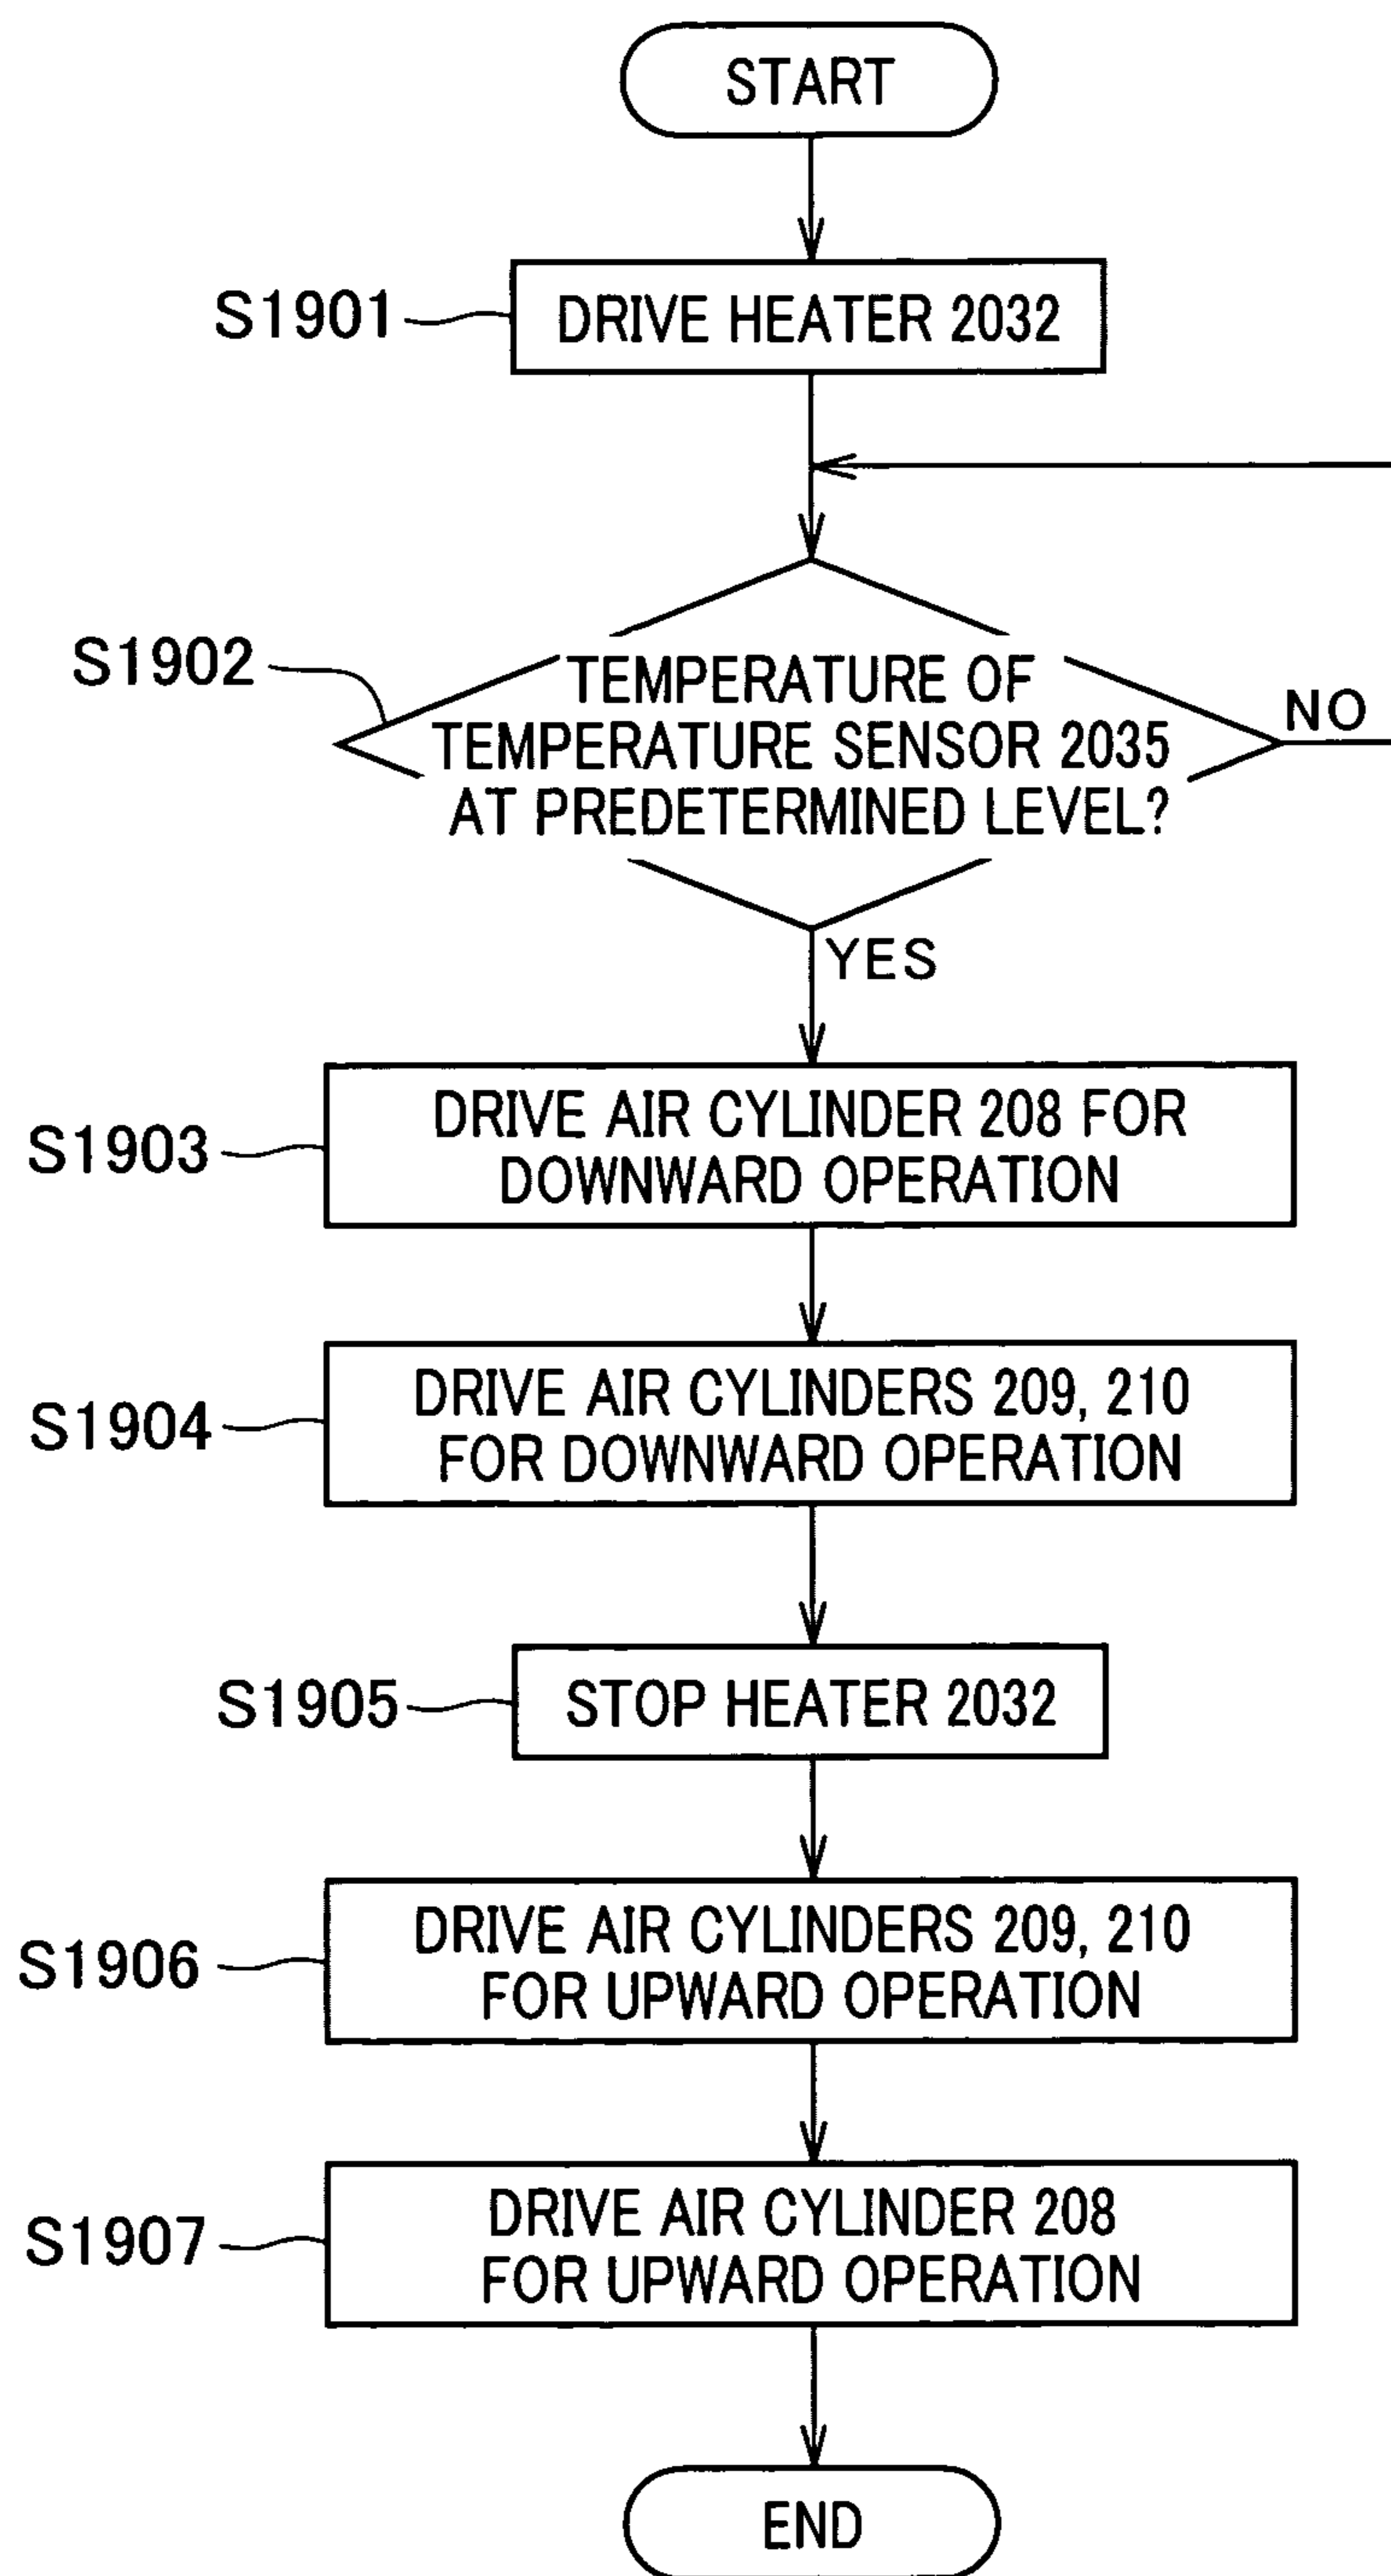 START
S1901
DRIVE HEATER 2032
S1902
TEMPERATURE OF
TEMPERATURE SENSOR 2035
AT PREDETERMINED LEVEL?
NO
YES
S1903
DRIVE AIR CYLINDER 208 FOR
DOWNWARD OPERATION
S1904
DRIVE AIR CYLINDERS 209, 210
FOR DOWNWARD OPERATION
S1905
STOP HEATER 2032
S1906
DRIVE AIR CYLINDERS 209, 210
FOR UPWARD OPERATION
S1907
DRIVE AIR CYLINDER 208
FOR UPWARD OPERATION
END